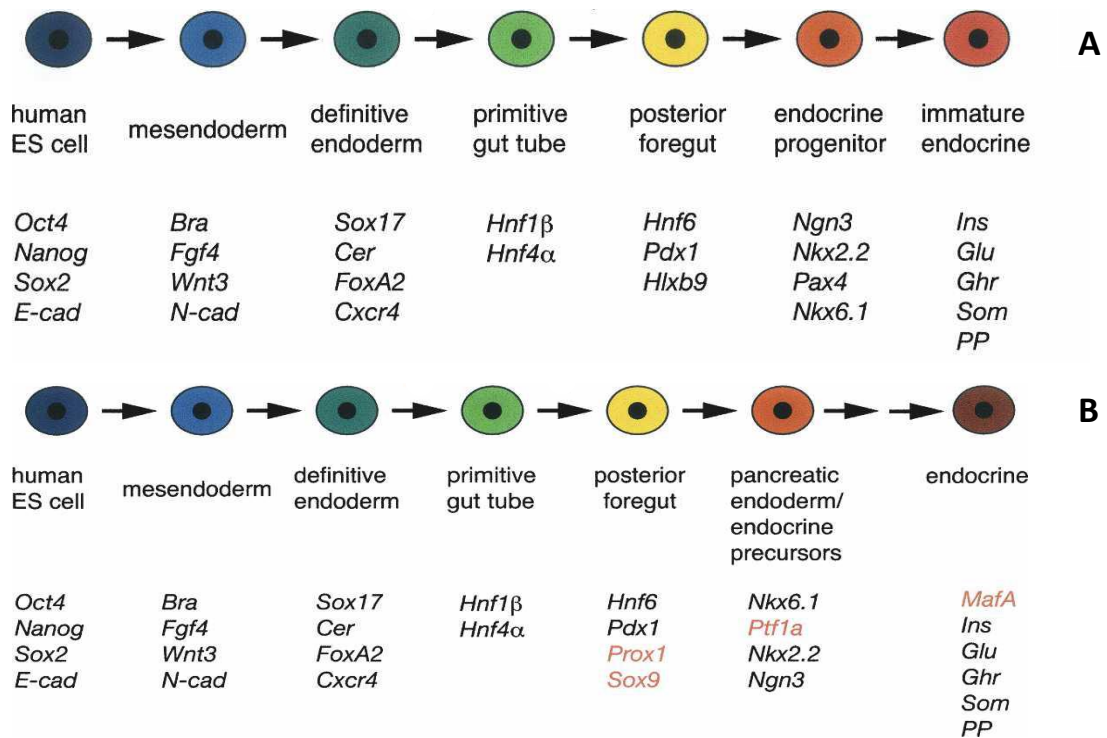 A
human
ES cell
mesendoderm
definitive
endoderm
primitive
gut tube
posterior
foregut
endocrine
progenitor
immature
endocrine
Oct4
Nanog
Sox2
E-cad
Bra
Fgf4
Wnt3
N-cad
Sox17
Cer
FoxA2
Cxcr4
Hnf1β
Hnf4α
Hnf6
Pdx1
Hlxb9
Ngn3
Nkx2.2
Pax4
Nkx6.1
Ins
Glu
Ghr
Som
PP
B
human
ES cell
mesendoderm
definitive
endoderm
primitive
gut tube
posterior
foregut
pancreatic
endoderm/
endocrine
precursors
endocrine
Oct4
Nanog
Sox2
E-cad
Bra
Fgf4
Wnt3
N-cad
Sox17
Cer
FoxA2
Cxcr4
Hnf1β
Hnf4α
Hnf6
Pdx1
Prox1
Sox9
Nkx6.1
Ptf1a
Nkx2.2
Ngn3
MafA
Ins
Glu
Ghr
Som
PP